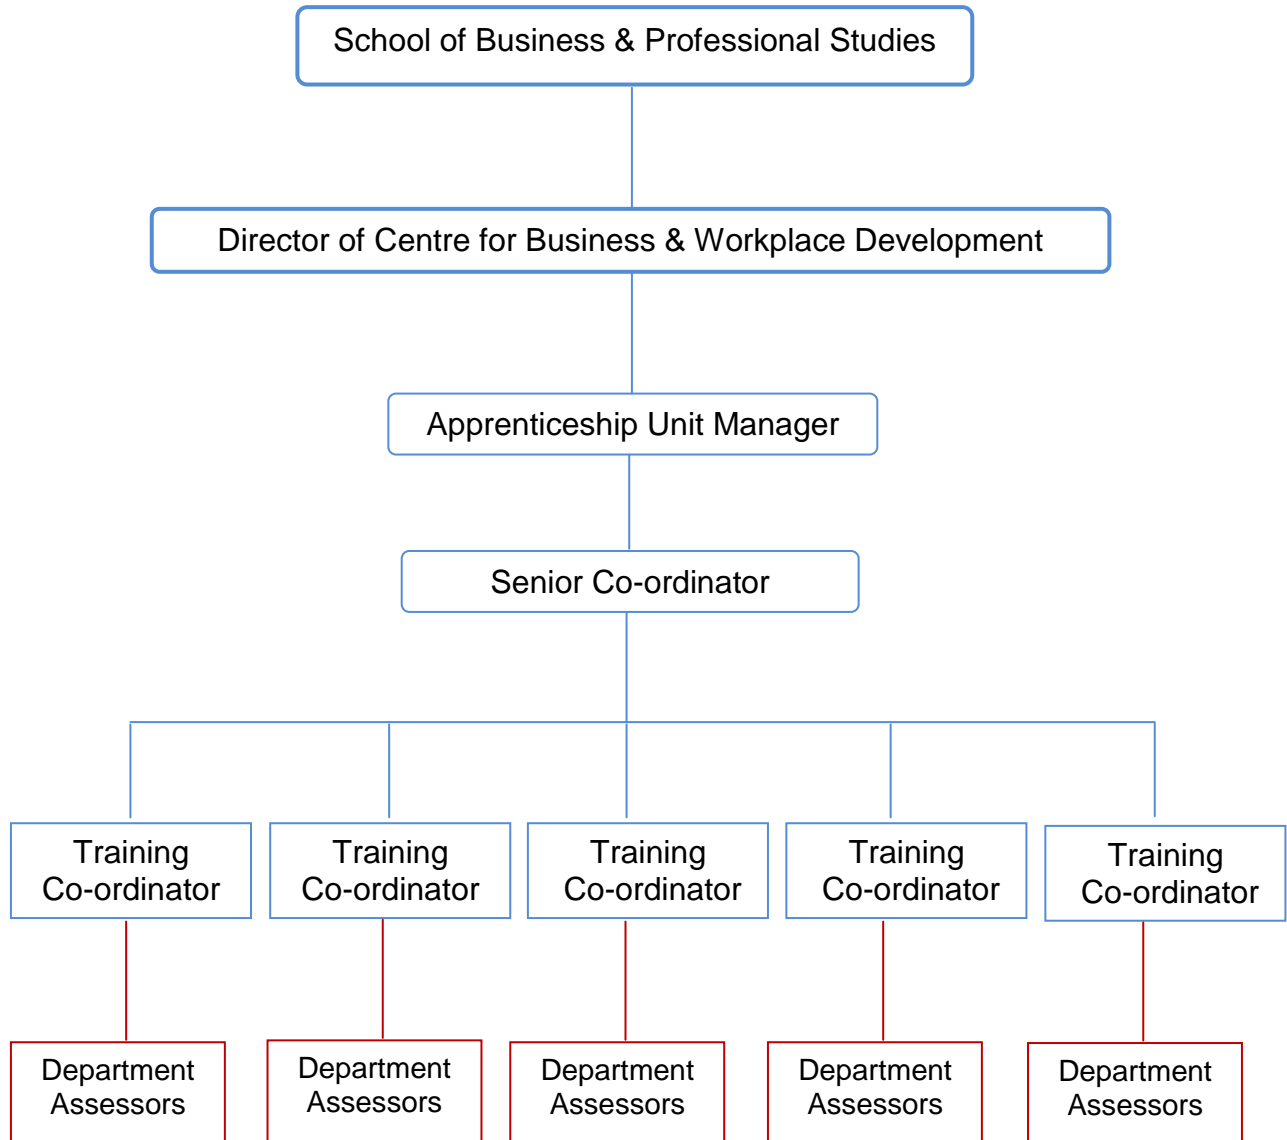 School of Business & Professional Studies
Director of Centre for Business & Workplace Development
Apprenticeship Unit Manager
Senior Co-ordinator
Training
Co-ordinator
Training
Co-ordinator
Training
Co-ordinator
Training
Co-ordinator
Training
Co-ordinator
Department
Assessors
Department
Assessors
Department
Assessors
Department
Assessors
Department
Assessors